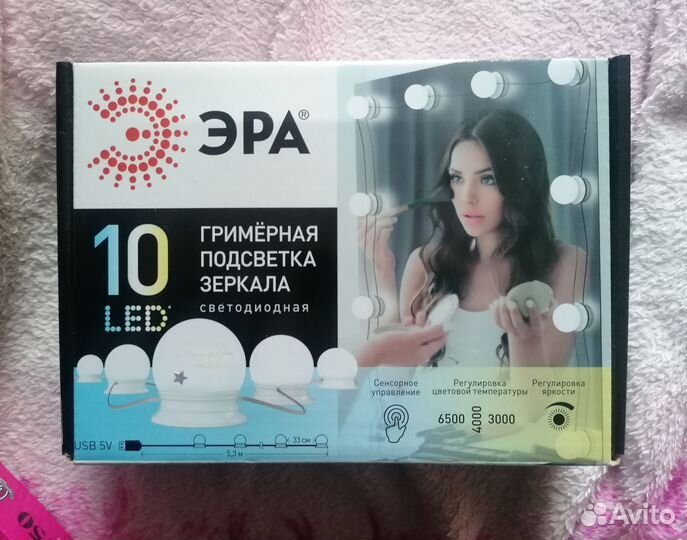 ЭРА®
10
LED*
ГРИМЁРНАЯ
ПОДСВЕТКА
ЗЕРКАЛА
светодиодная
Сенсорное
управление
Регулировка
цветовой температуры
6500 4000 3000
Регулировка
яркости
USB 5V
33 см
5,3 м
SO
Avito